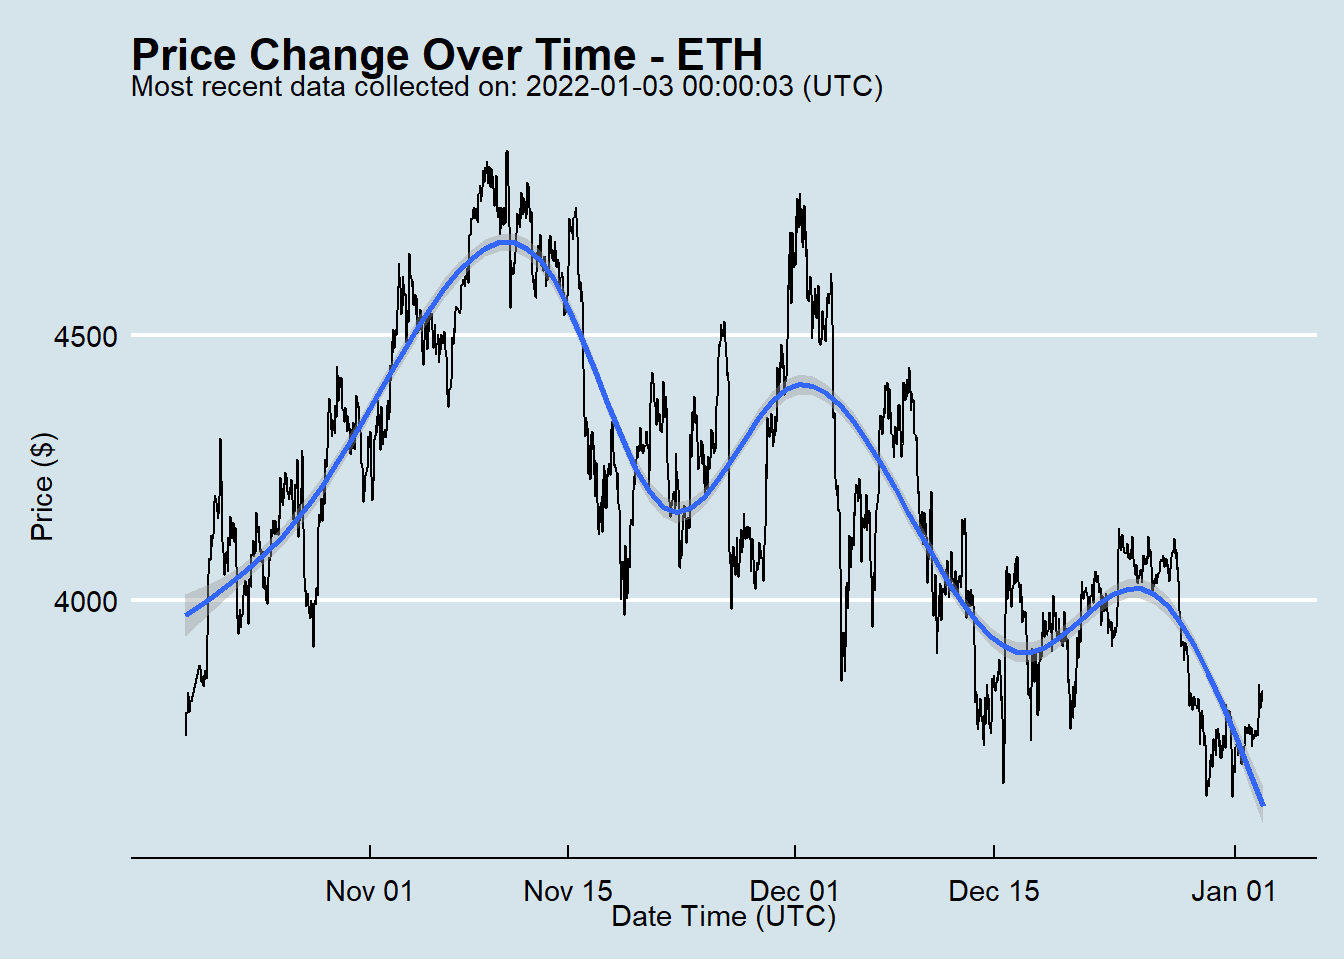 Price Change Over Time - ETH
Most recent data collected on: 2022-01-03 00:00:03 (UTC)
Price ($)
4500
4000
Nov 01 Nov 15 Dec 01 Dec 15 Jan 01
Date Time (UTC)